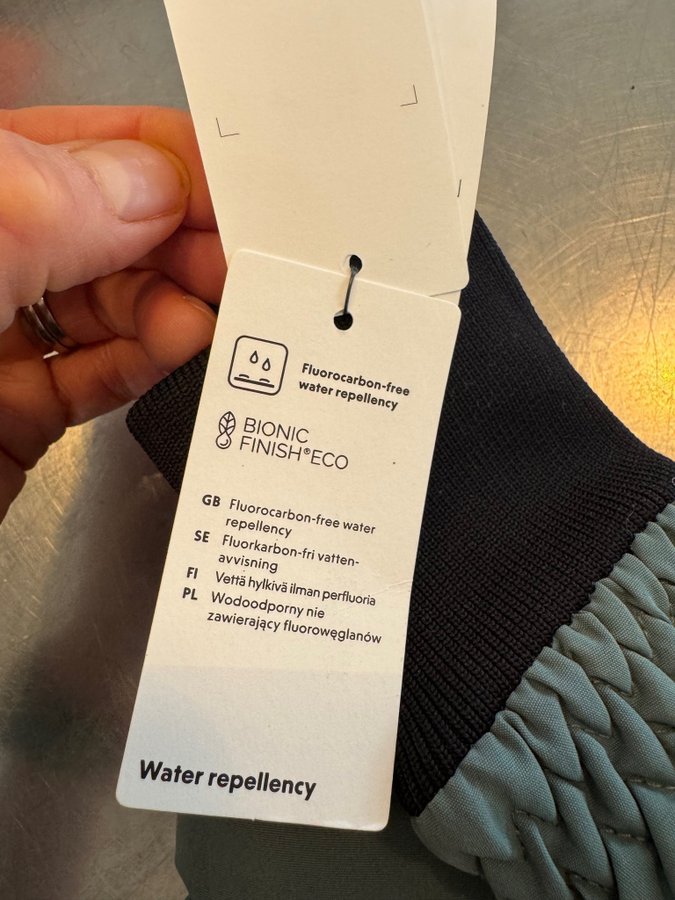 Fluorocarbon-free
water repellency
BIONIC
FINISH®ECO
GB Fluorocarbon-free water
repellency
SE Fluorkarbon-fri vatten-
avvisning
FI Vettä hylkivä ilman perfluoria
PL Wodoodporny nie
zawierający fluorowęglanów
Water repellency